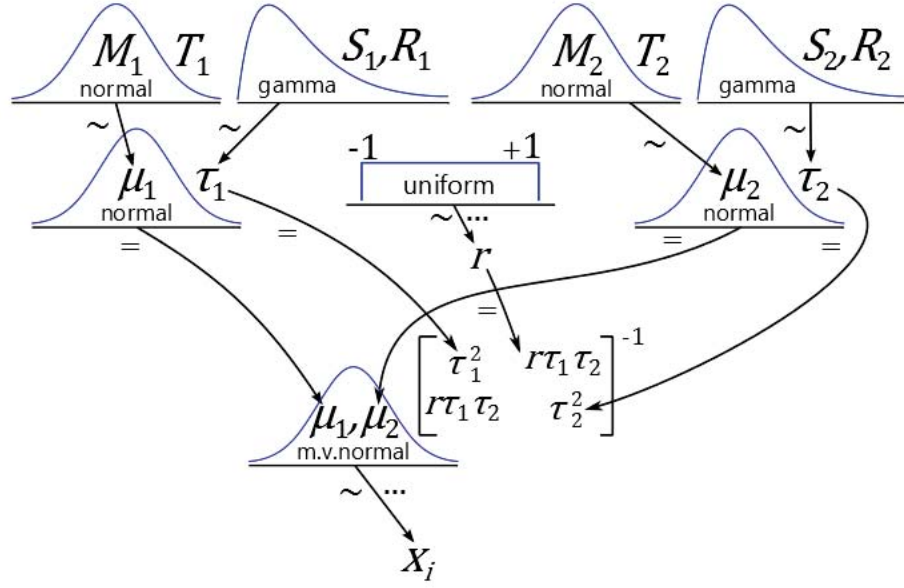 M₁ T₁ S₁,R₁ M₂ T₂ S₂,R₂
normal gamma normal gamma
~ ~ ~ ~
-1 +1
μ₁ τ₁ uniform μ₂ τ₂
normal normal
~ ...
= = = =
r
=
τ₁² rτ₁τ₂ -1
rτ₁τ₂ τ₂²
μ₁,μ₂
m.v.normal
~ ...
xᵢ